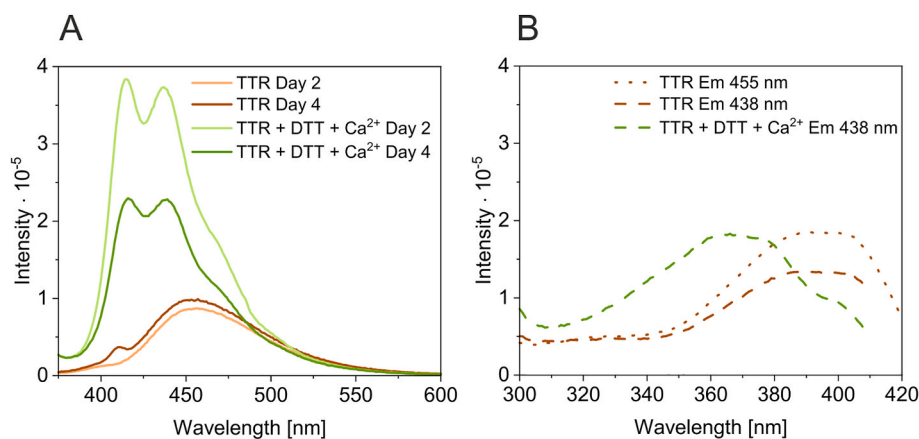 A
Intensity · 10⁻⁵
4
3
2
1
0
400 450 500 550 600
Wavelength [nm]
TTR Day 2
TTR Day 4
TTR + DTT + Ca²⁺ Day 2
TTR + DTT + Ca²⁺ Day 4
B
Intensity · 10⁻⁵
4
3
2
1
0
300 320 340 360 380 400 420
Wavelength [nm]
TTR Em 455 nm
TTR Em 438 nm
TTR + DTT + Ca²⁺ Em 438 nm